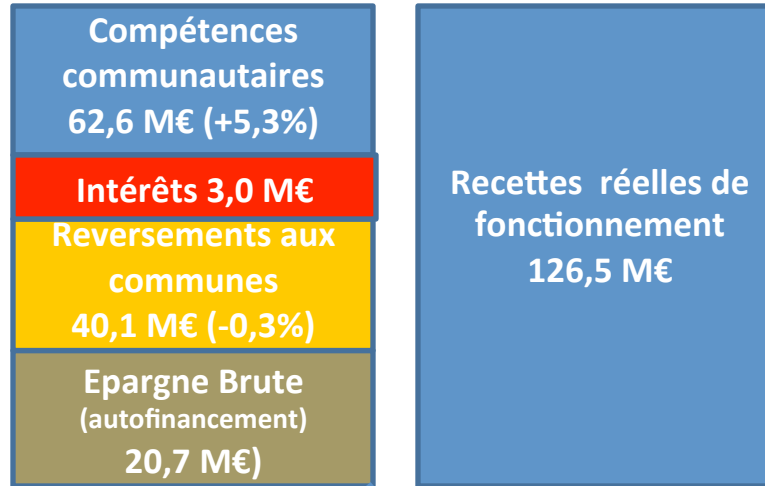 Compétences
communautaires
62,6 M€ (+5,3%)
Intérêts 3,0 M€
Reversements aux
communes
40,1 M€ (-0,3%)
Epargne Brute
(autofinancement)
20,7 M€)
Recettes réelles de
fonctionnement
126,5 M€